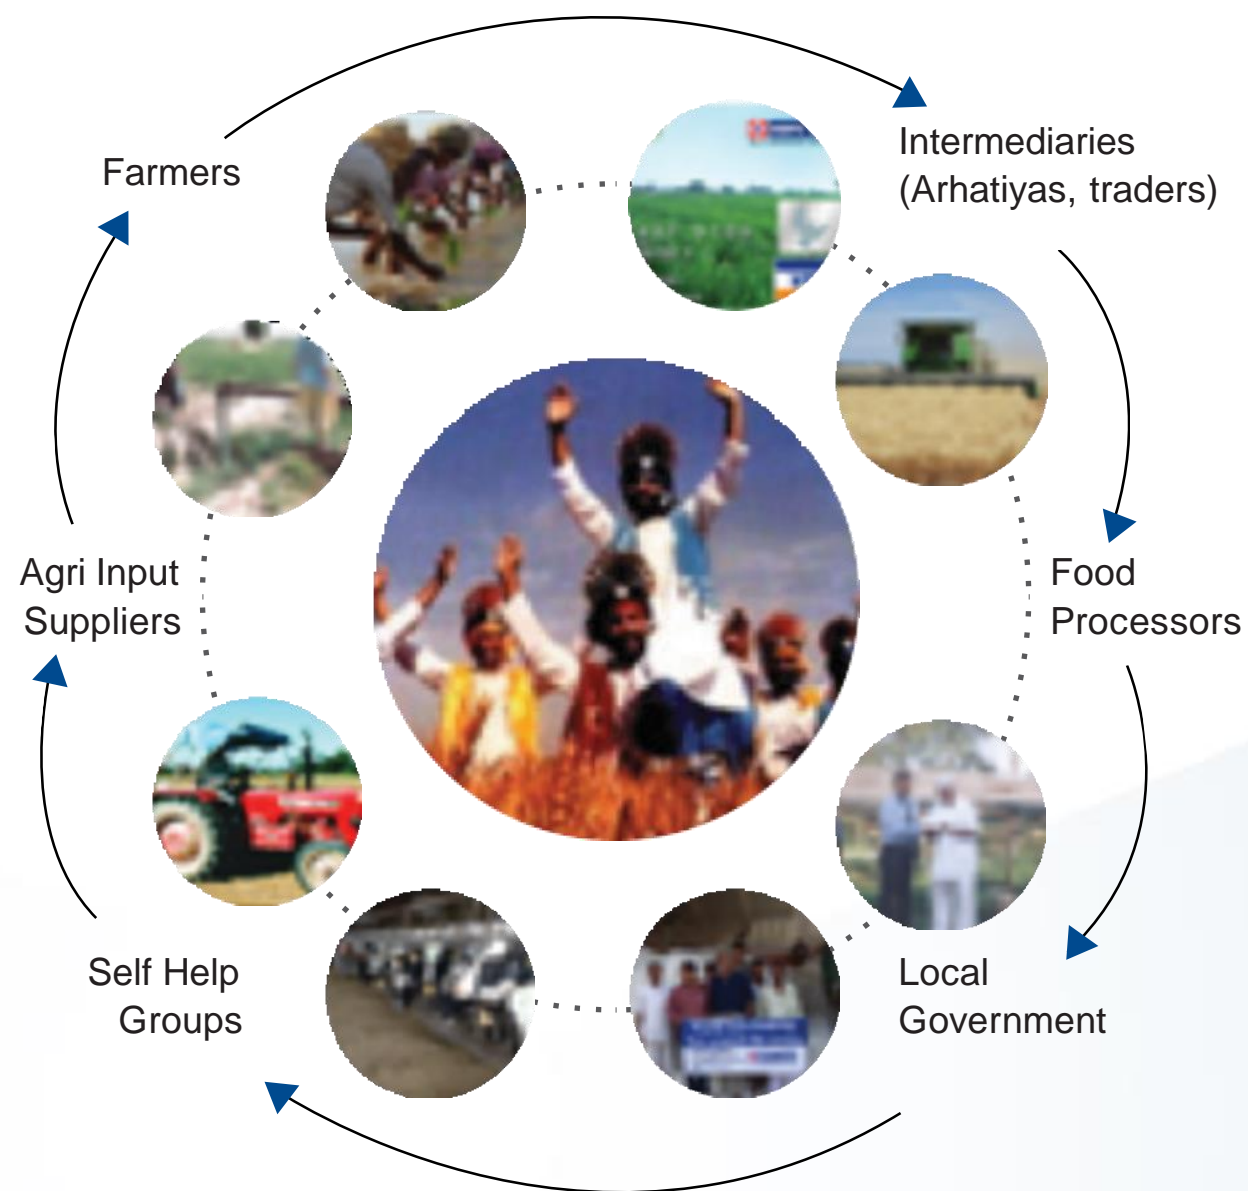 Farmers
Intermediaries
(Arhatiyas, traders)
Food
Processors
Local
Government
Self Help
Groups
Agri Input
Suppliers